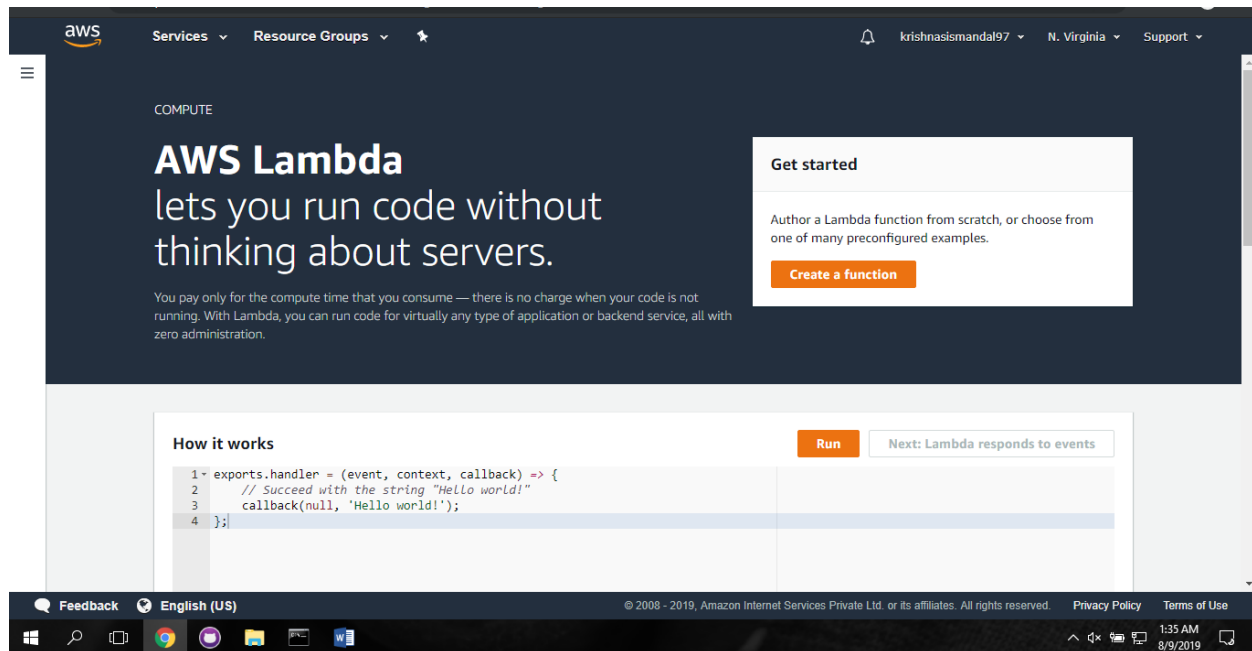 aws
Services
Resource Groups
krishnasismandal97
N. Virginia
Support
COMPUTE
AWS Lambda
lets you run code without
thinking about servers.
You pay only for the compute time that you consume — there is no charge when your code is not
running. With Lambda, you can run code for virtually any type of application or backend service, all with
zero administration.
Get started
Author a Lambda function from scratch, or choose from
one of many preconfigured examples.
Create a function
How it works
Run
Next: Lambda responds to events
1 exports.handler = (event, context, callback) => {
2 // Succeed with the string "Hello world!"
3 callback(null, 'Hello world!');
4 };
Feedback
English (US)
© 2008 - 2019, Amazon Internet Services Private Ltd. or its affiliates. All rights reserved.
Privacy Policy
Terms of Use
1:35 AM
8/9/2019